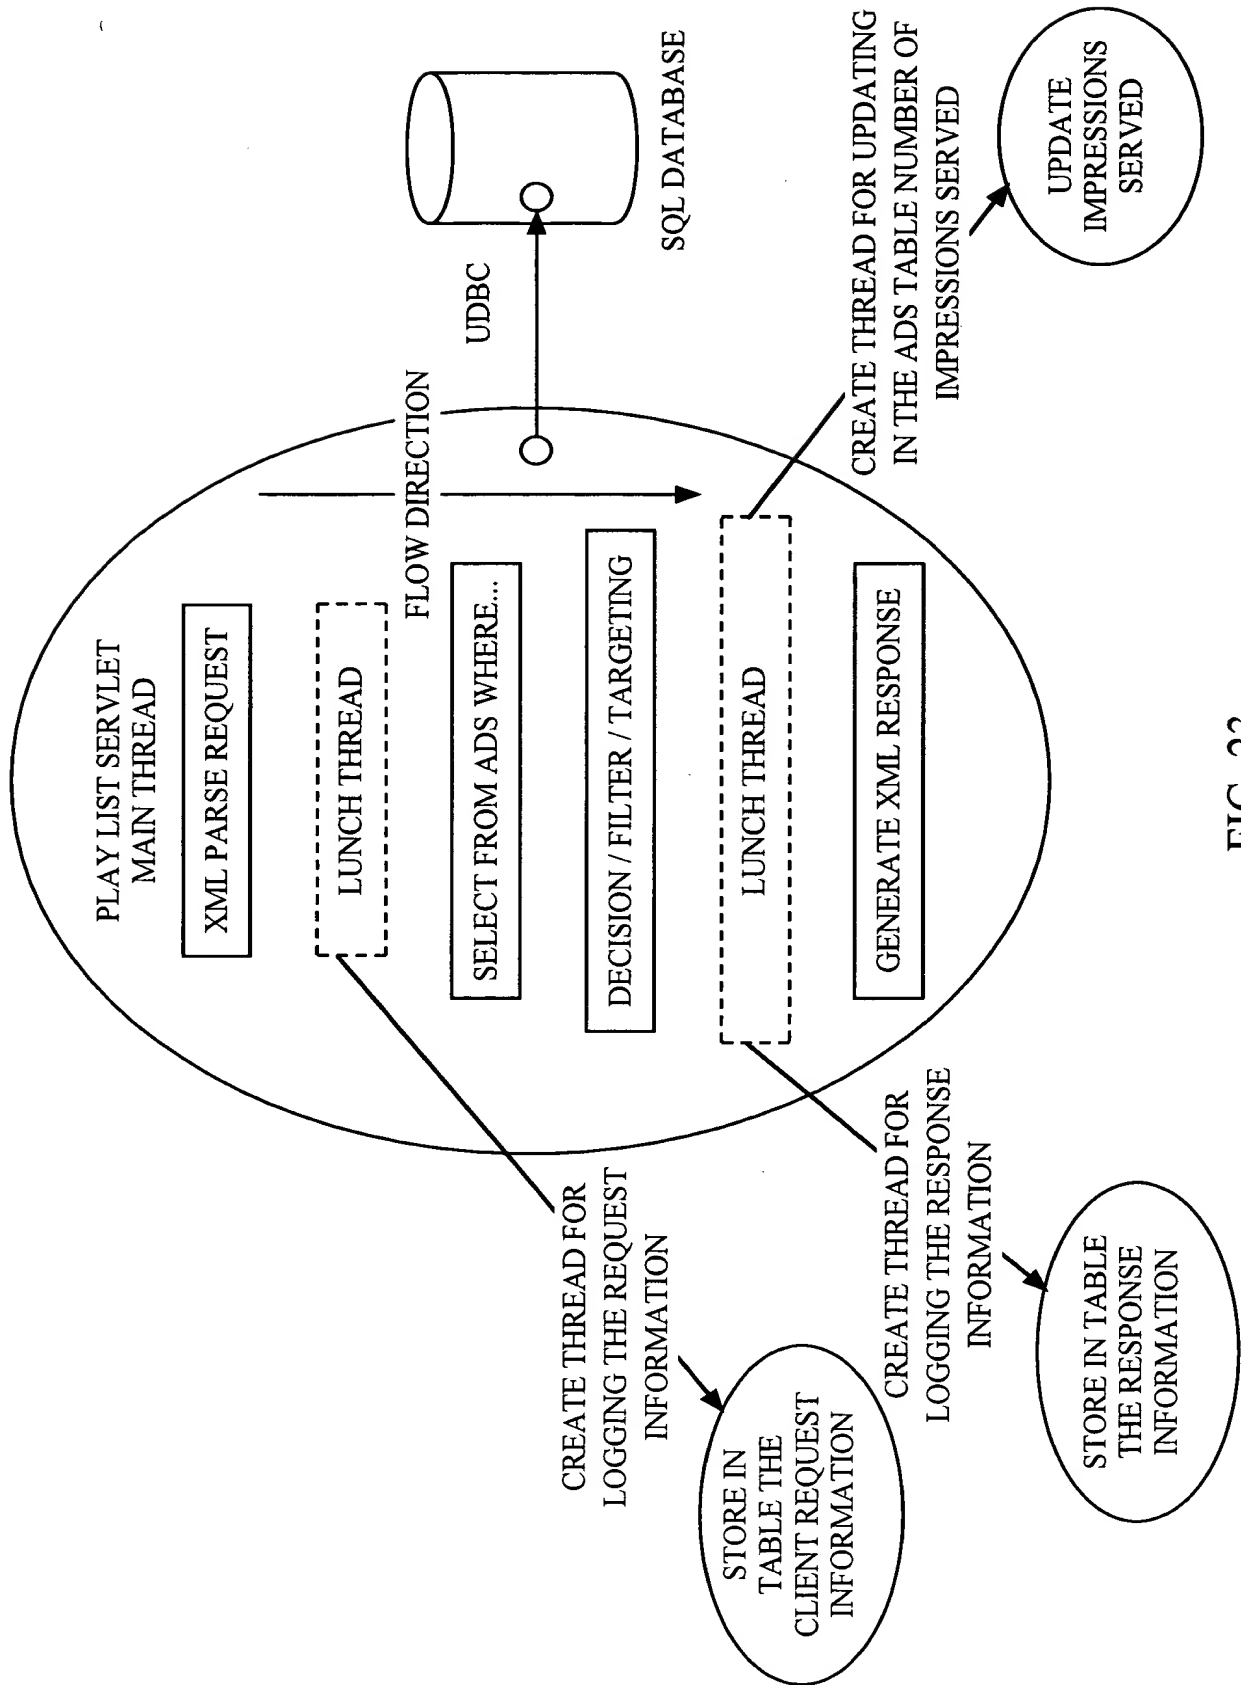 PLAY LIST SERVLET
MAIN THREAD
XML PARSE REQUEST
LUNCH THREAD
FLOW DIRECTION
SELECT FROM ADS WHERE...
DECISION / FILTER / TARGETING
LUNCH THREAD
GENERATE XML RESPONSE
UDBC
SQL DATABASE
CREATE THREAD FOR UPDATING
IN THE ADS TABLE NUMBER OF
IMPRESSIONS SERVED
UPDATE
IMPRESSIONS
SERVED
CREATE THREAD FOR
LOGGING THE REQUEST
INFORMATION
STORE IN
TABLE THE
CLIENT REQUEST
INFORMATION
CREATE THREAD FOR
LOGGING THE RESPONSE
INFORMATION
STORE IN TABLE
THE RESPONSE
INFORMATION